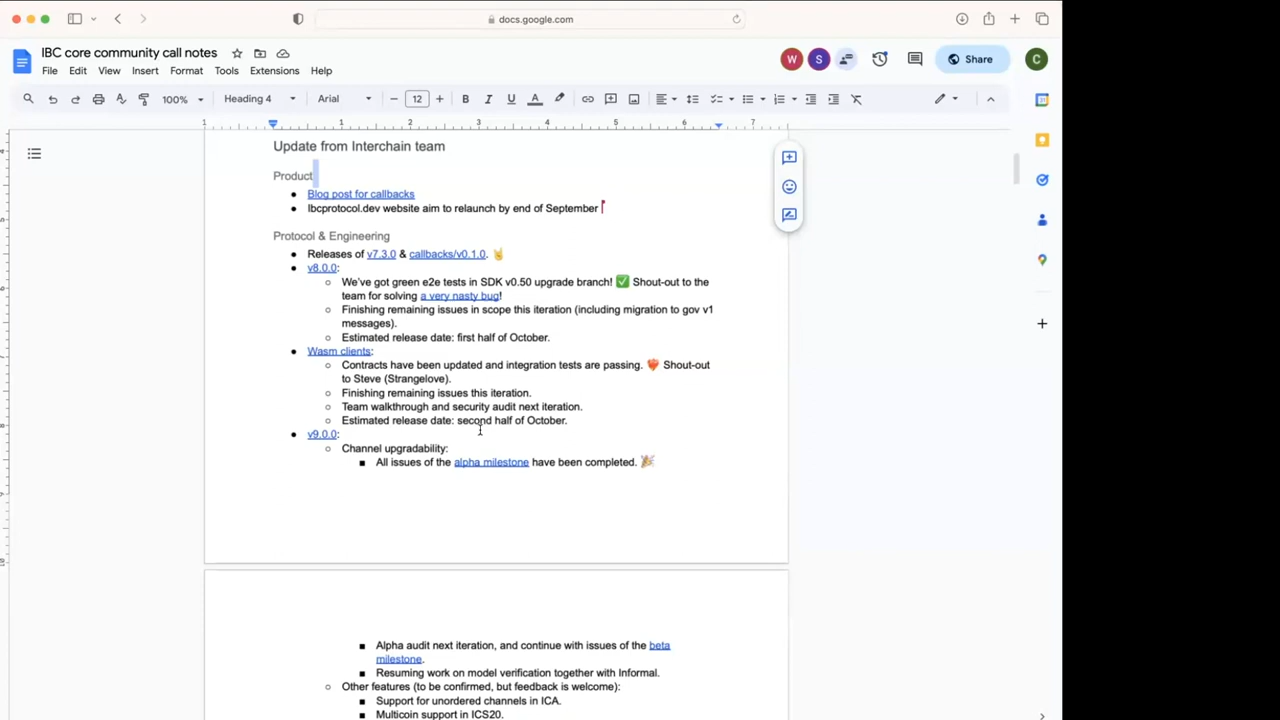 docs.google.com
IBC core community call notes
W
S
Share
C
File Edit View Insert Format Tools Extensions Help
100% Heading 4 Arial 12
1 1 2 3 4 5 6 7
Update from Interchain team
Product
Blog post for callbacks
Ibcprotocol.dev website aim to relaunch by end of September
Protocol & Engineering
Releases of v7.3.0 & callbacks/v0.1.0. 🤘
v8.0.0:
We've got green e2e tests in SDK v0.50 upgrade branch! ✅ Shout-out to the
team for solving a very nasty bug!
Finishing remaining issues in scope this iteration (including migration to gov v1
messages).
Estimated release date: first half of October.
Wasm clients:
Contracts have been updated and integration tests are passing. ❤️‍🔥 Shout-out
to Steve (Strangelove).
Finishing remaining issues this iteration.
Team walkthrough and security audit next iteration.
Estimated release date: second half of October.
v9.0.0:
Channel upgradability:
All issues of the alpha milestone have been completed. 🎉
Alpha audit next iteration, and continue with issues of the beta
milestone.
Resuming work on model verification together with Informal.
Other features (to be confirmed, but feedback is welcome):
Support for unordered channels in ICA.
Multicoin support in ICS20.